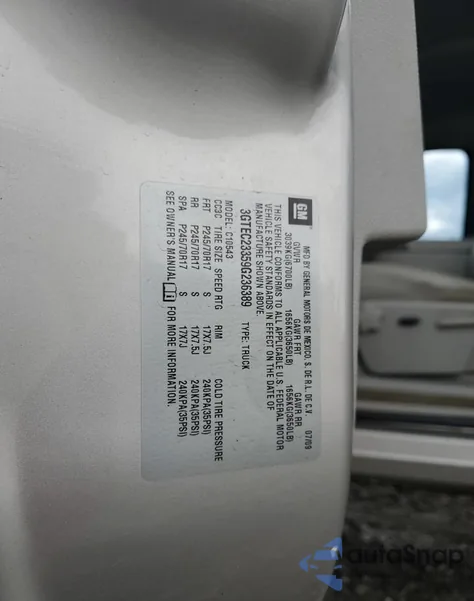 GM
MFD BY GENERAL MOTORS DE MEXICO, S. DE R.L. DE C.V. 07/09
GVWR GAWR FRT GAWR RR
3039KG(6700LB) 1656KG(3650LB) 1656KG(3650LB)
THIS VEHICLE CONFORMS TO ALL APPLICABLE U.S. FEDERAL MOTOR
VEHICLE SAFETY STANDARDS IN EFFECT ON THE DATE OF
MANUFACTURE SHOWN ABOVE.
3GTEC23359G236389 TYPE: TRUCK
MODEL: C10543
CC3C TIRE SIZE SPEED RTG RIM COLD TIRE PRESSURE
FRT P245/70R17 S 17X7.5J 240KPA(35PSI)
RR P245/70R17 S 17X7.5J 240KPA(35PSI)
SPA P245/70R17 S 17X7J 240KPA(35PSI)
SEE OWNER'S MANUAL FOR MORE INFORMATION.
autoSnap